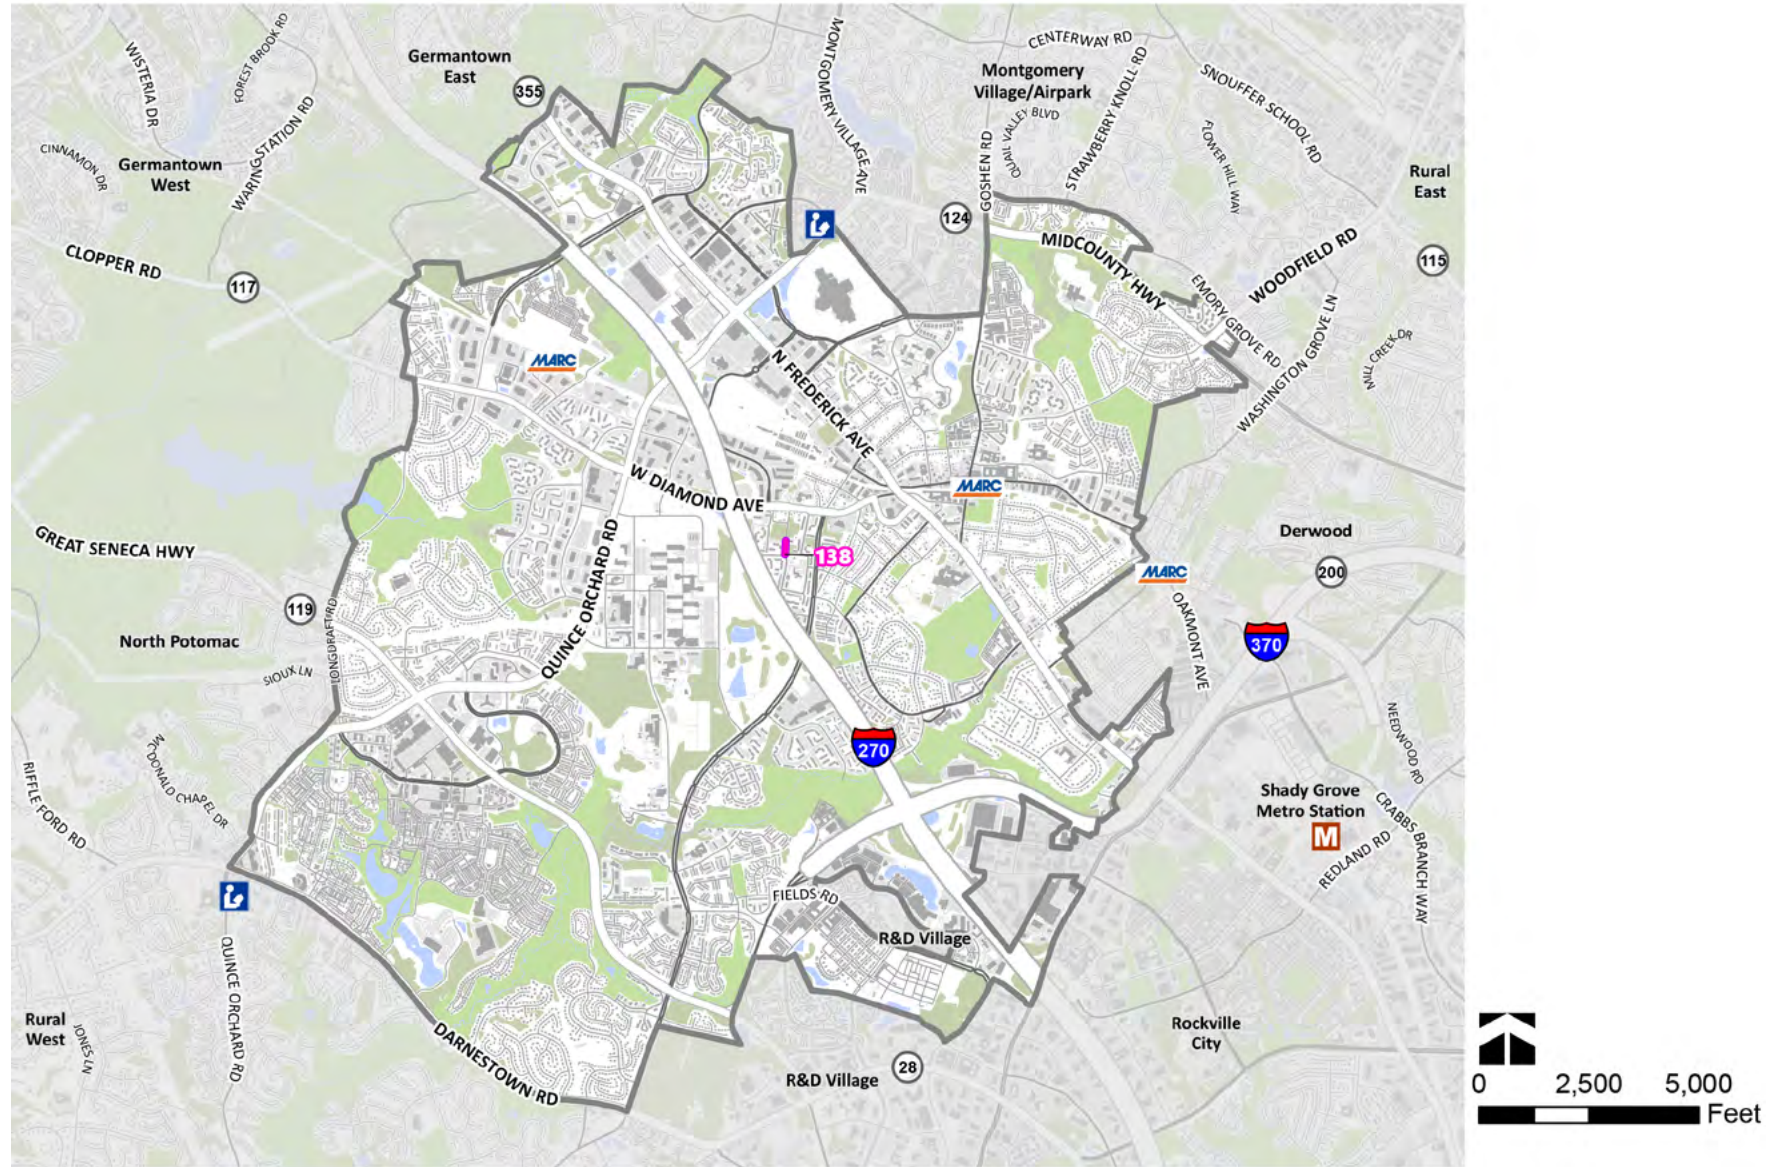 WISTERIA DR
FOREST BROOK RD
Germantown
East
355
MONTGOMERY VILLAGE AVE
CENTERWAY RD
Montgomery
Village/Airpark
STRAWBERRY KNOLL RD
SNOUFFER SCHOOL RD
QUAIL VALLEY BLVD
GOSHEN RD
FLOWER HILL WAY
CINNAMON DR
Germantown
West
WARING STATION RD
Rural
East
124
MIDCOUNTY HWY
WOODFIELD RD
115
CLOPPER RD
117
EMORY GROVE RD
WASHINGTON GROVE LN
MILL CREEK DR
MARC
N FREDERICK AVE
W DIAMOND AVE
MARC
GREAT SENECA HWY
QUINCE ORCHARD RD
138
Derwood
200
MARC
OAKMONT AVE
119
LONGDRAFT RD
370
North Potomac
SIOUX LN
NEEDWOOD RD
270
MCDONALD CHAPEL DR
RIFFLE FORD RD
Shady Grove
Metro Station
M
CRABBS BRANCH WAY
REDLAND RD
FIELDS RD
R&D Village
QUINCE ORCHARD RD
Rural
West
JONES LN
DARNESTOWN RD
Rockville
City
R&D Village
28
0 2,500 5,000
Feet